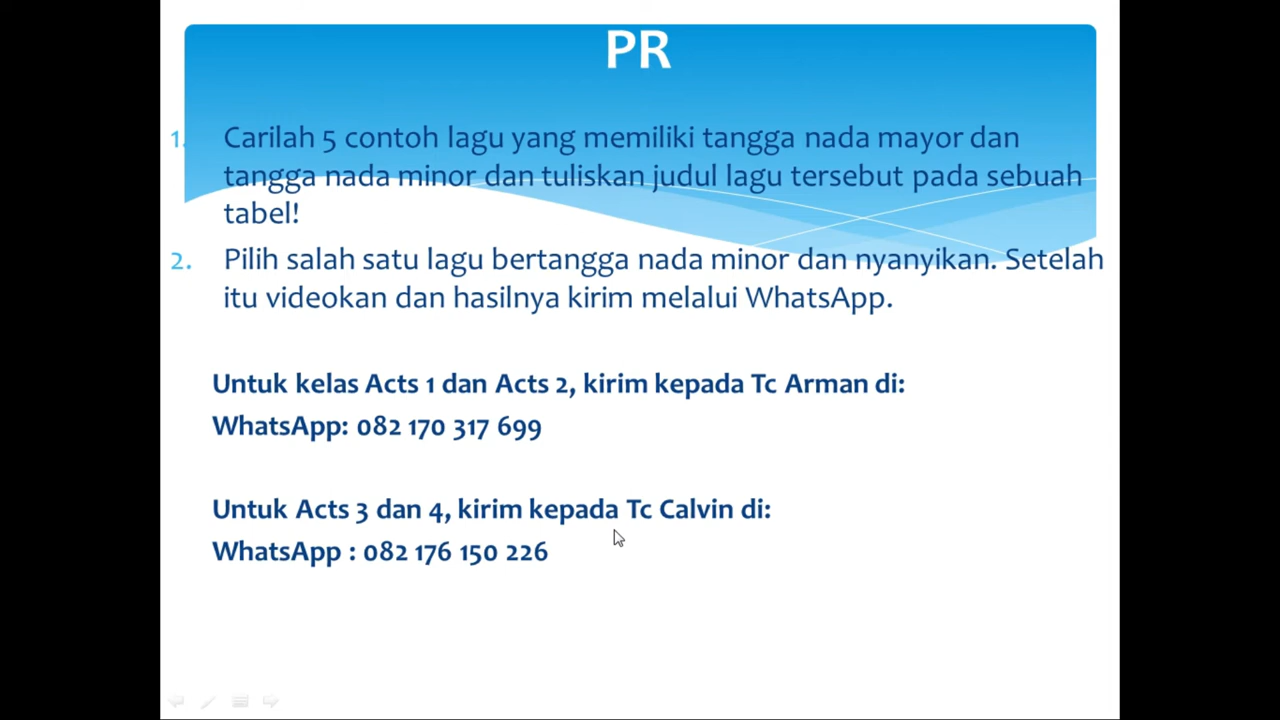 PR
1. Carilah 5 contoh lagu yang memiliki tangga nada mayor dan
tangga nada minor dan tuliskan judul lagu tersebut pada sebuah
tabel!
2. Pilih salah satu lagu bertangga nada minor dan nyanyikan. Setelah
itu videokan dan hasilnya kirim melalui WhatsApp.
Untuk kelas Acts 1 dan Acts 2, kirim kepada Tc Arman di:
WhatsApp: 082 170 317 699
Untuk Acts 3 dan 4, kirim kepada Tc Calvin di:
WhatsApp : 082 176 150 226